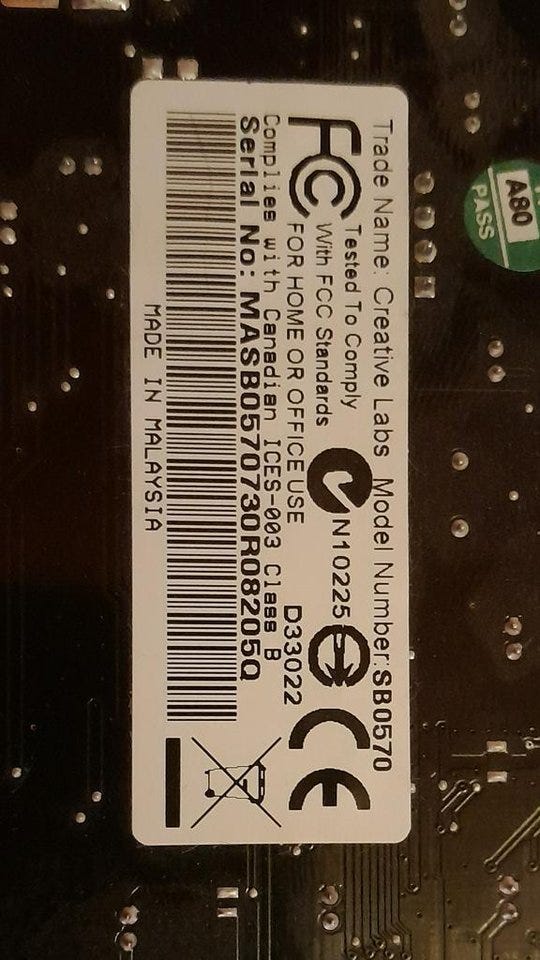 Trade Name: Creative Labs Model Number:SB0570
FC Tested To Comply
With FCC Standards
N10225
CE
FOR HOME OR OFFICE USE
D33022
Complies with Canadian ICES-003 Class B
Serial No: MASB0570730R08205Q
MADE IN MALAYSIA
A80
PASS